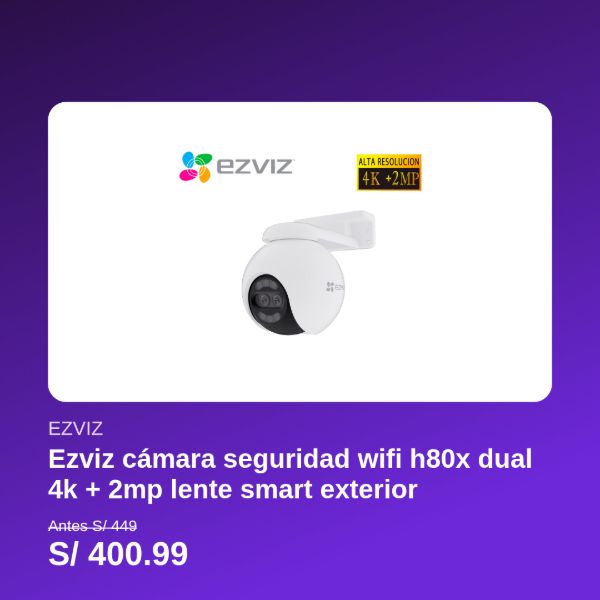 ezviz
ALTA RESOLUCION
4K +2MP
EZVIZ
Ezviz cámara seguridad wifi h80x dual
4k + 2mp lente smart exterior
Antes S/ 449
S/ 400.99